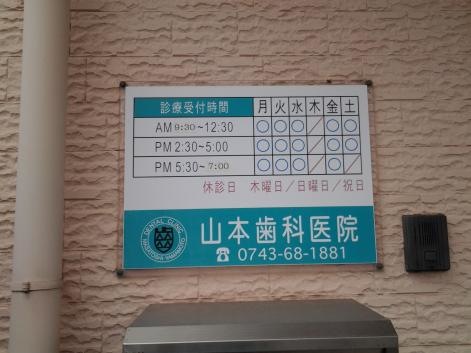 診療受付時間 月 火 水 木 金 土
AM 9:30~12:30 ○ ○ ○ / ○ ○
PM 2:30~5:00 ○ ○ ○ / ○ ○
PM 5:30~7:00 ○ ○ ○ / ○ /
休診日 木曜日/日曜日/祝日
DENTAL CLINIC
山本歯科医院
☎ 0743-68-1881